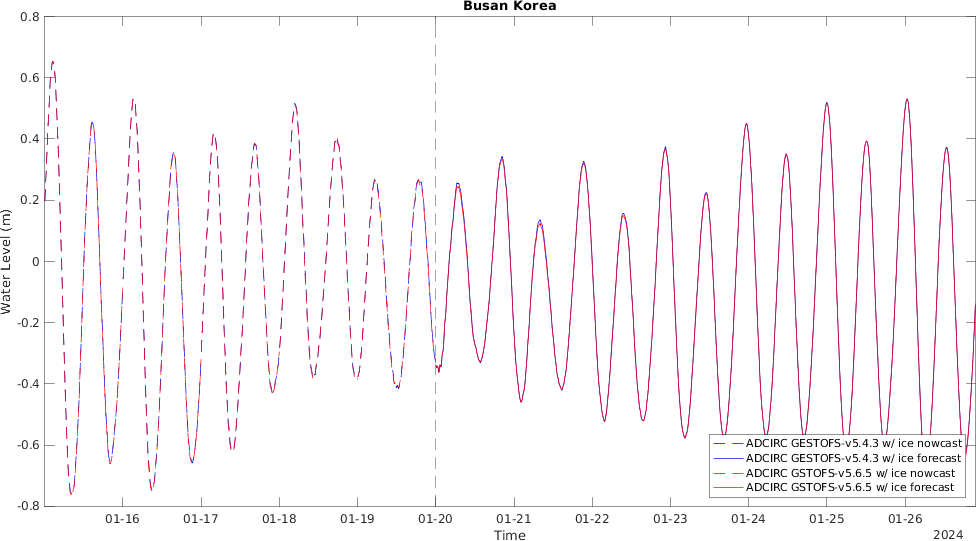 Busan Korea
0.8
0.6
0.4
0.2
0
-0.2
-0.4
-0.6
-0.8
Water Level (m)
01-16 01-17 01-18 01-19 01-20 01-21 01-22 01-23 01-24 01-25 01-26
Time
2024
ADCIRC GESTOFS-v5.4.3 w/ ice nowcast
ADCIRC GESTOFS-v5.4.3 w/ ice forecast
ADCIRC GSTOFS-v5.6.5 w/ ice nowcast
ADCIRC GSTOFS-v5.6.5 w/ ice forecast